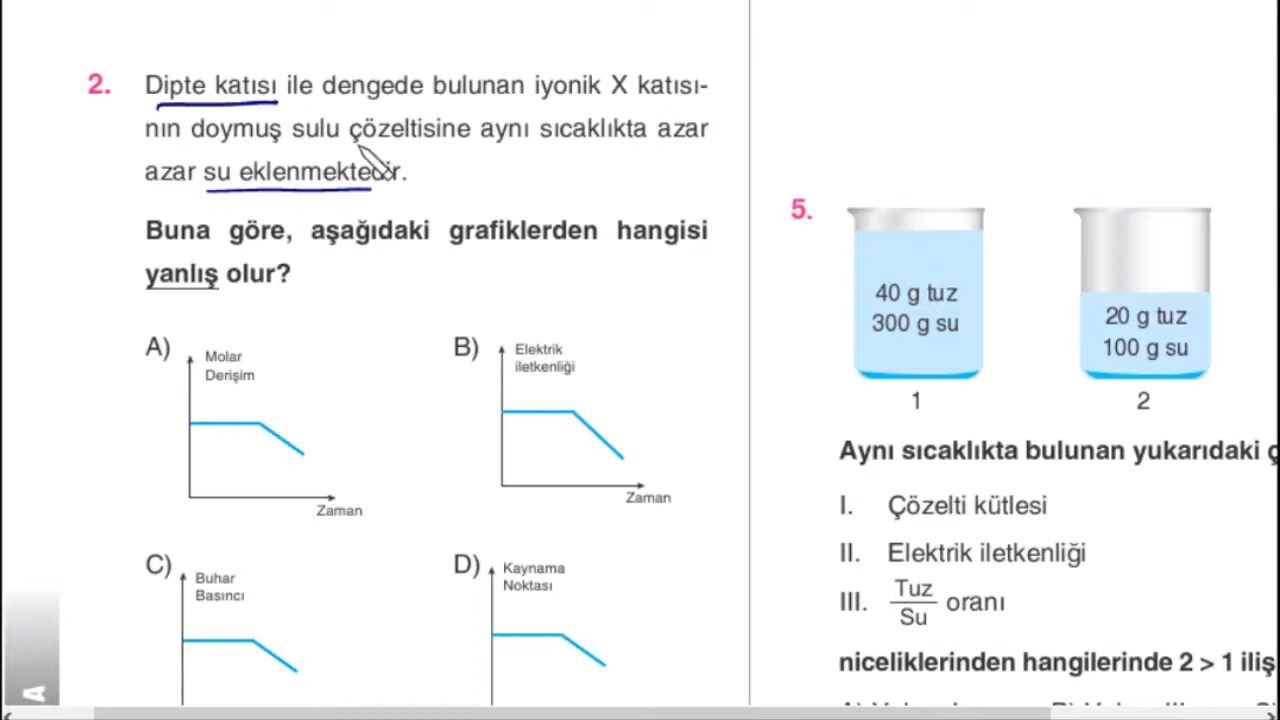 2. Dipte katısı ile dengede bulunan iyonik X katısı-
nın doymuş sulu çözeltisine aynı sıcaklıkta azar
azar su eklenmektedir.
Buna göre, aşağıdaki grafiklerden hangisi
yanlış olur?
A)
Molar
Derişim
Zaman
B)
Elektrik
iletkenliği
Zaman
C)
Buhar
Basıncı
D)
Kaynama
Noktası
5.
40 g tuz
300 g su
1
20 g tuz
100 g su
2
Aynı sıcaklıkta bulunan yukarıdaki
I. Çözelti kütlesi
II. Elektrik iletkenliği
III. Tuz
Su oranı
niceliklerinden hangilerinde 2 > 1 iliş
A